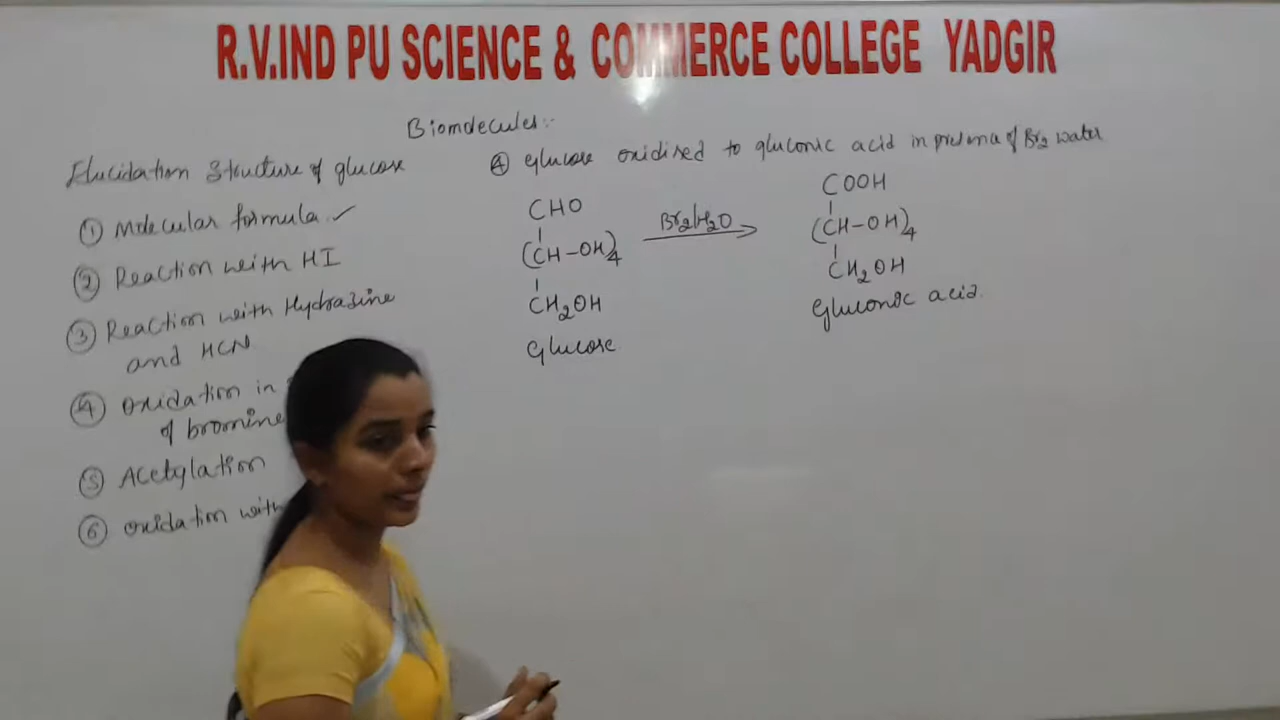 R.V.IND PU SCIENCE & COMMERCE COLLEGE YADGIR
Biomolecules:-
Elucidation Structure of glucose
① Molecular formula ✓
② Reaction with HI
③ Reaction with Hydrazine
and HCN
④ Oxidation in
of bromine
⑤ Acetylation
⑥ Oxidation with
④ Glucose oxidised to gluconic acid in of Br2 water
CHO
(CH-OH)4
CH2OH
Glucose
Br2/H2O
COOH
(CH-OH)4
CH2OH
Gluconic acid.